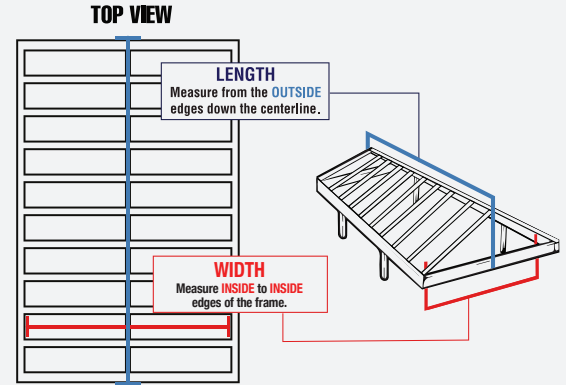 TOP VIEW
LENGTH
Measure from the OUTSIDE
edges down the centerline.
WIDTH
Measure INSIDE to INSIDE
edges of the frame.